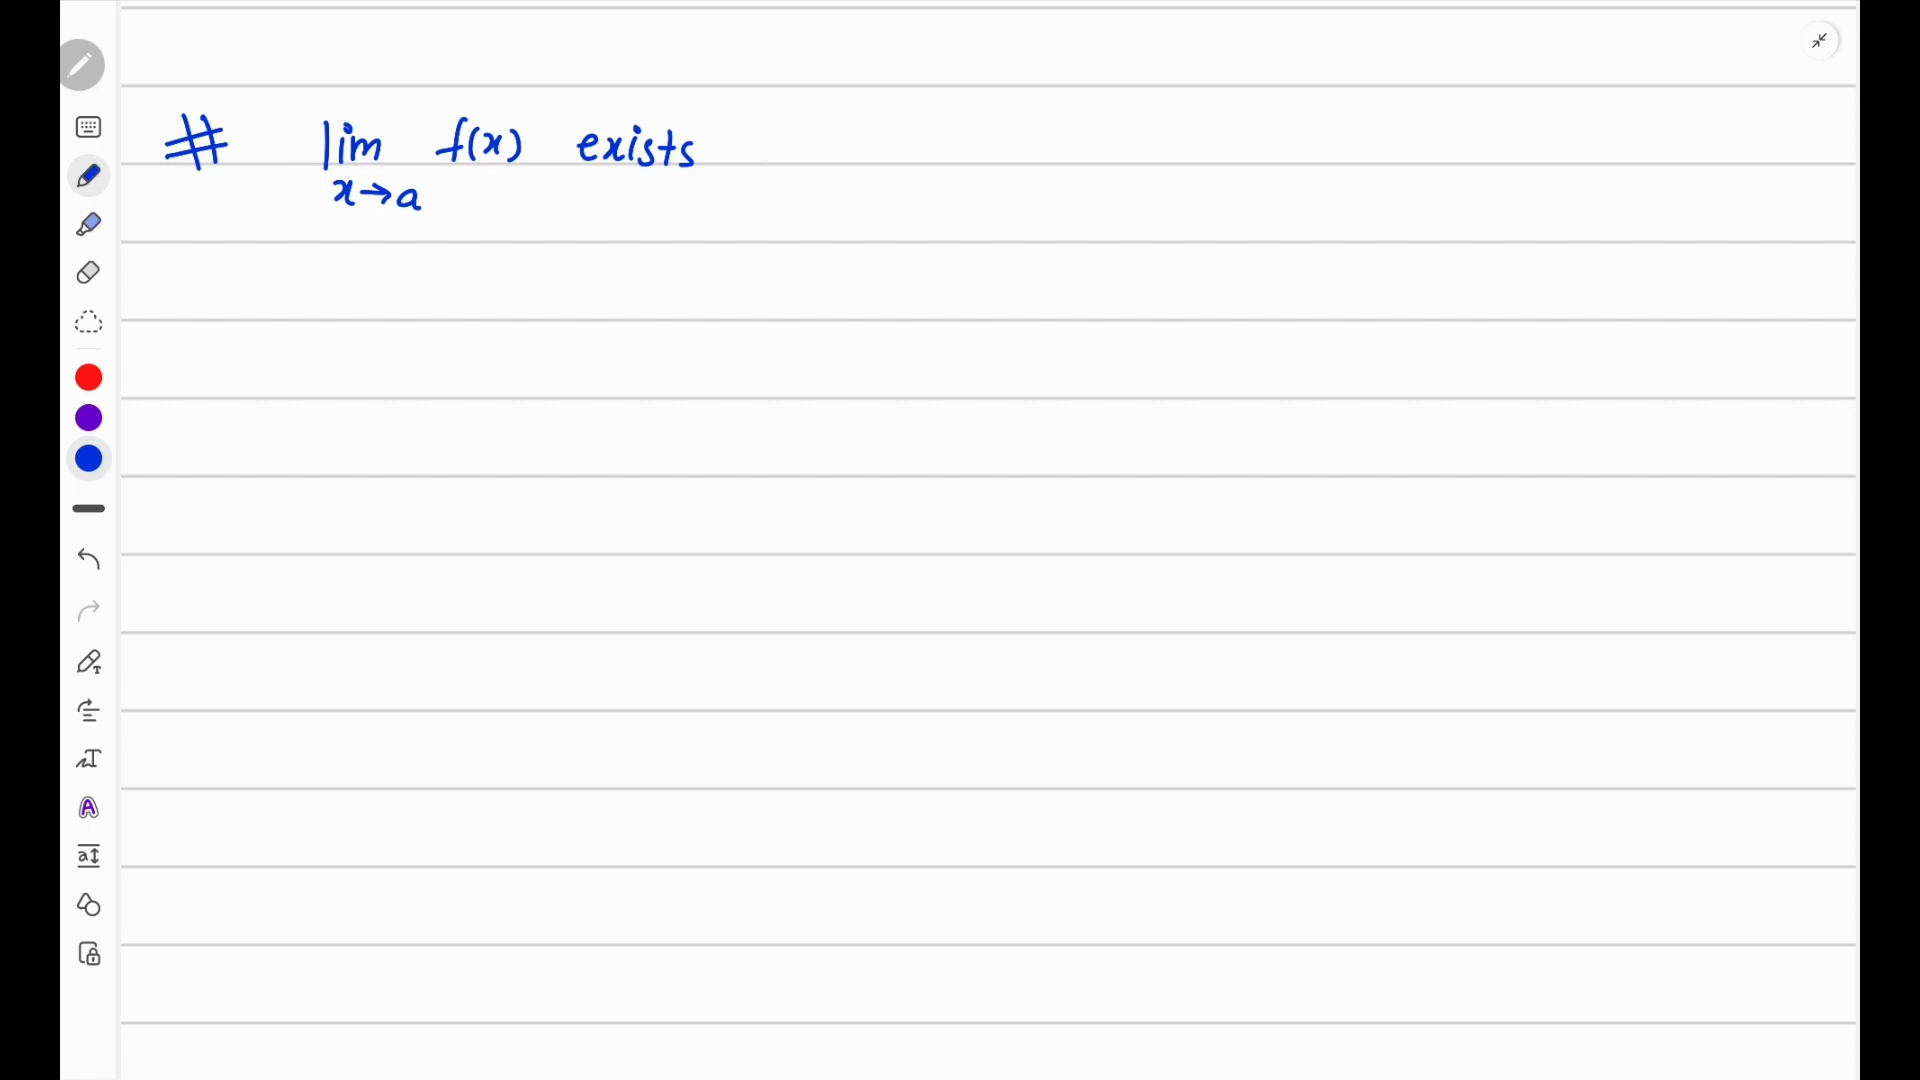 # lim f(x) exists
x→a